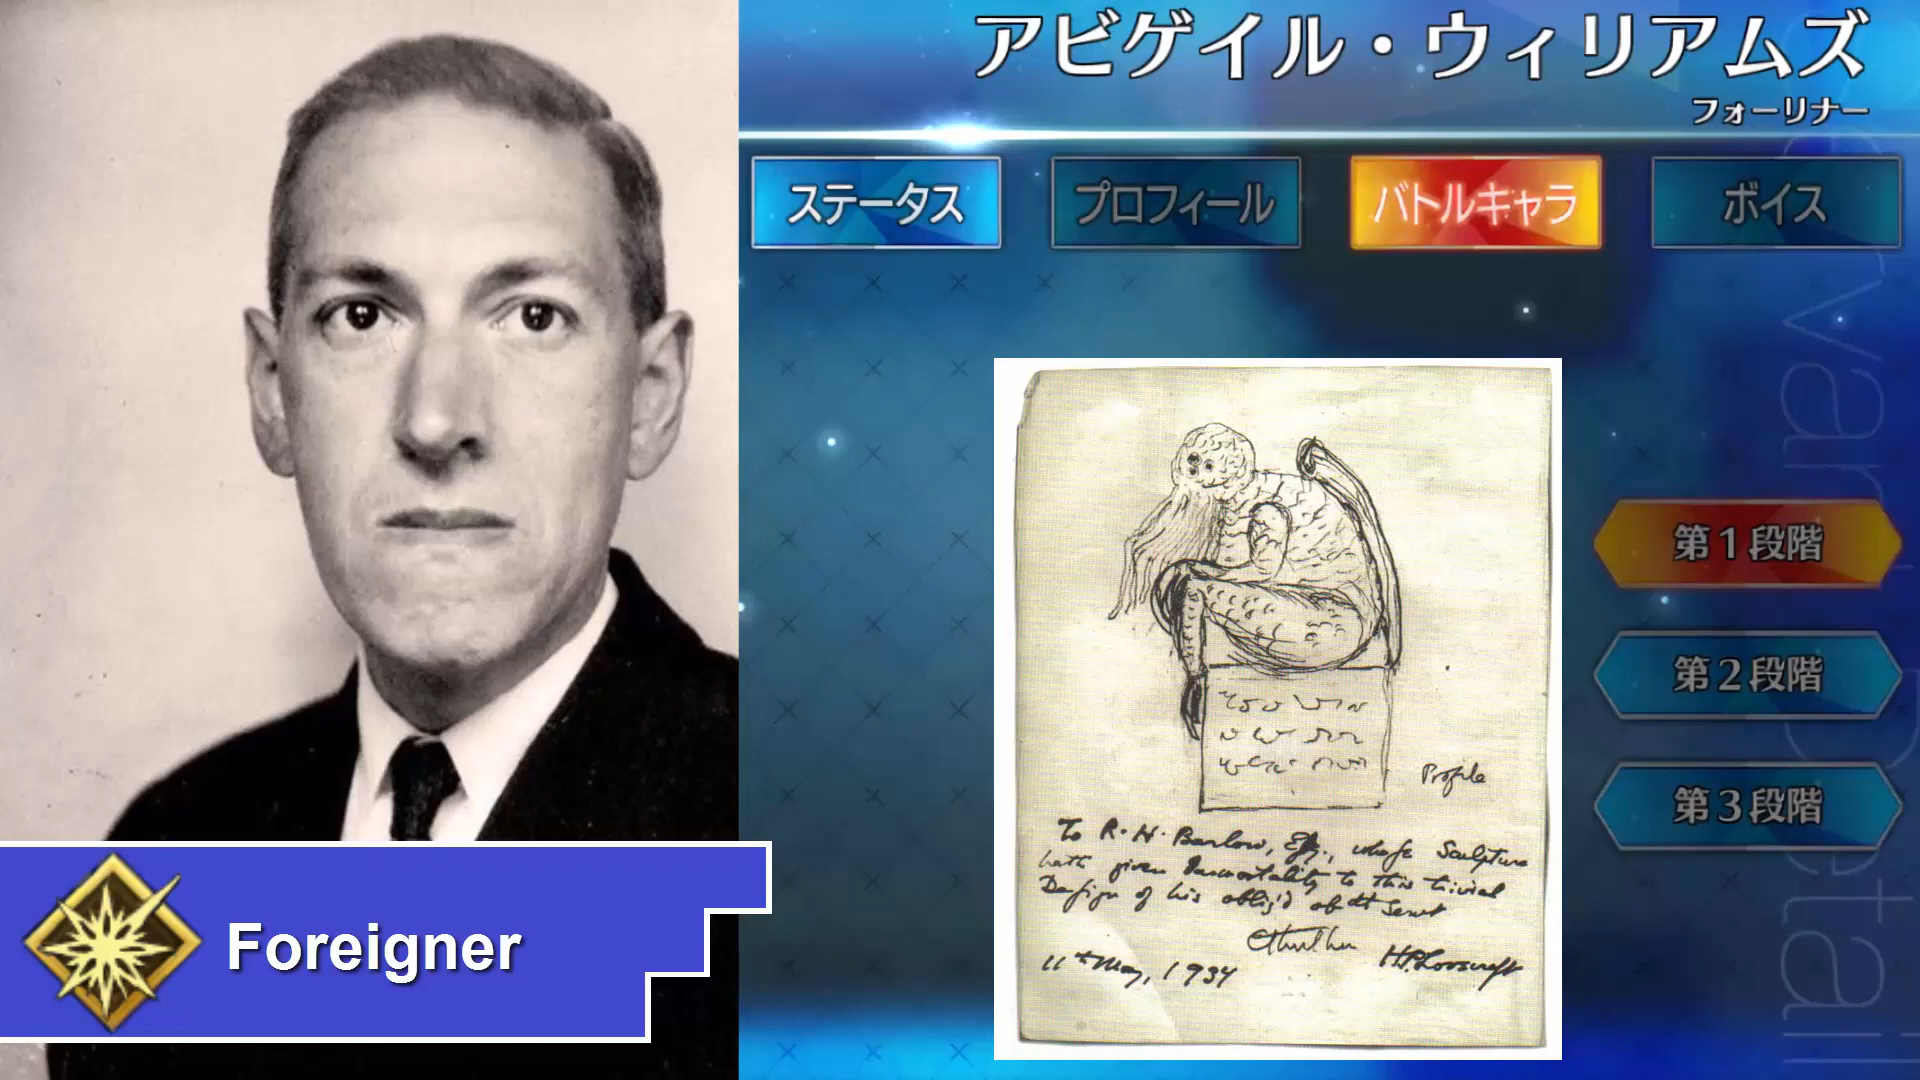 アビゲイル・ウィリアムズ
フォーリナー
ステータス
プロフィール
バトルキャラ
ボイス
第1段階
第2段階
第3段階
Profile
To R. H. Barlow, Esq., whose Sculpture
hath given Immortality to this trivial
Design of his oblig'd obdt Servt
Cthulhu
H.P. Lovecraft
11th May, 1934
Foreigner
Servant Detail